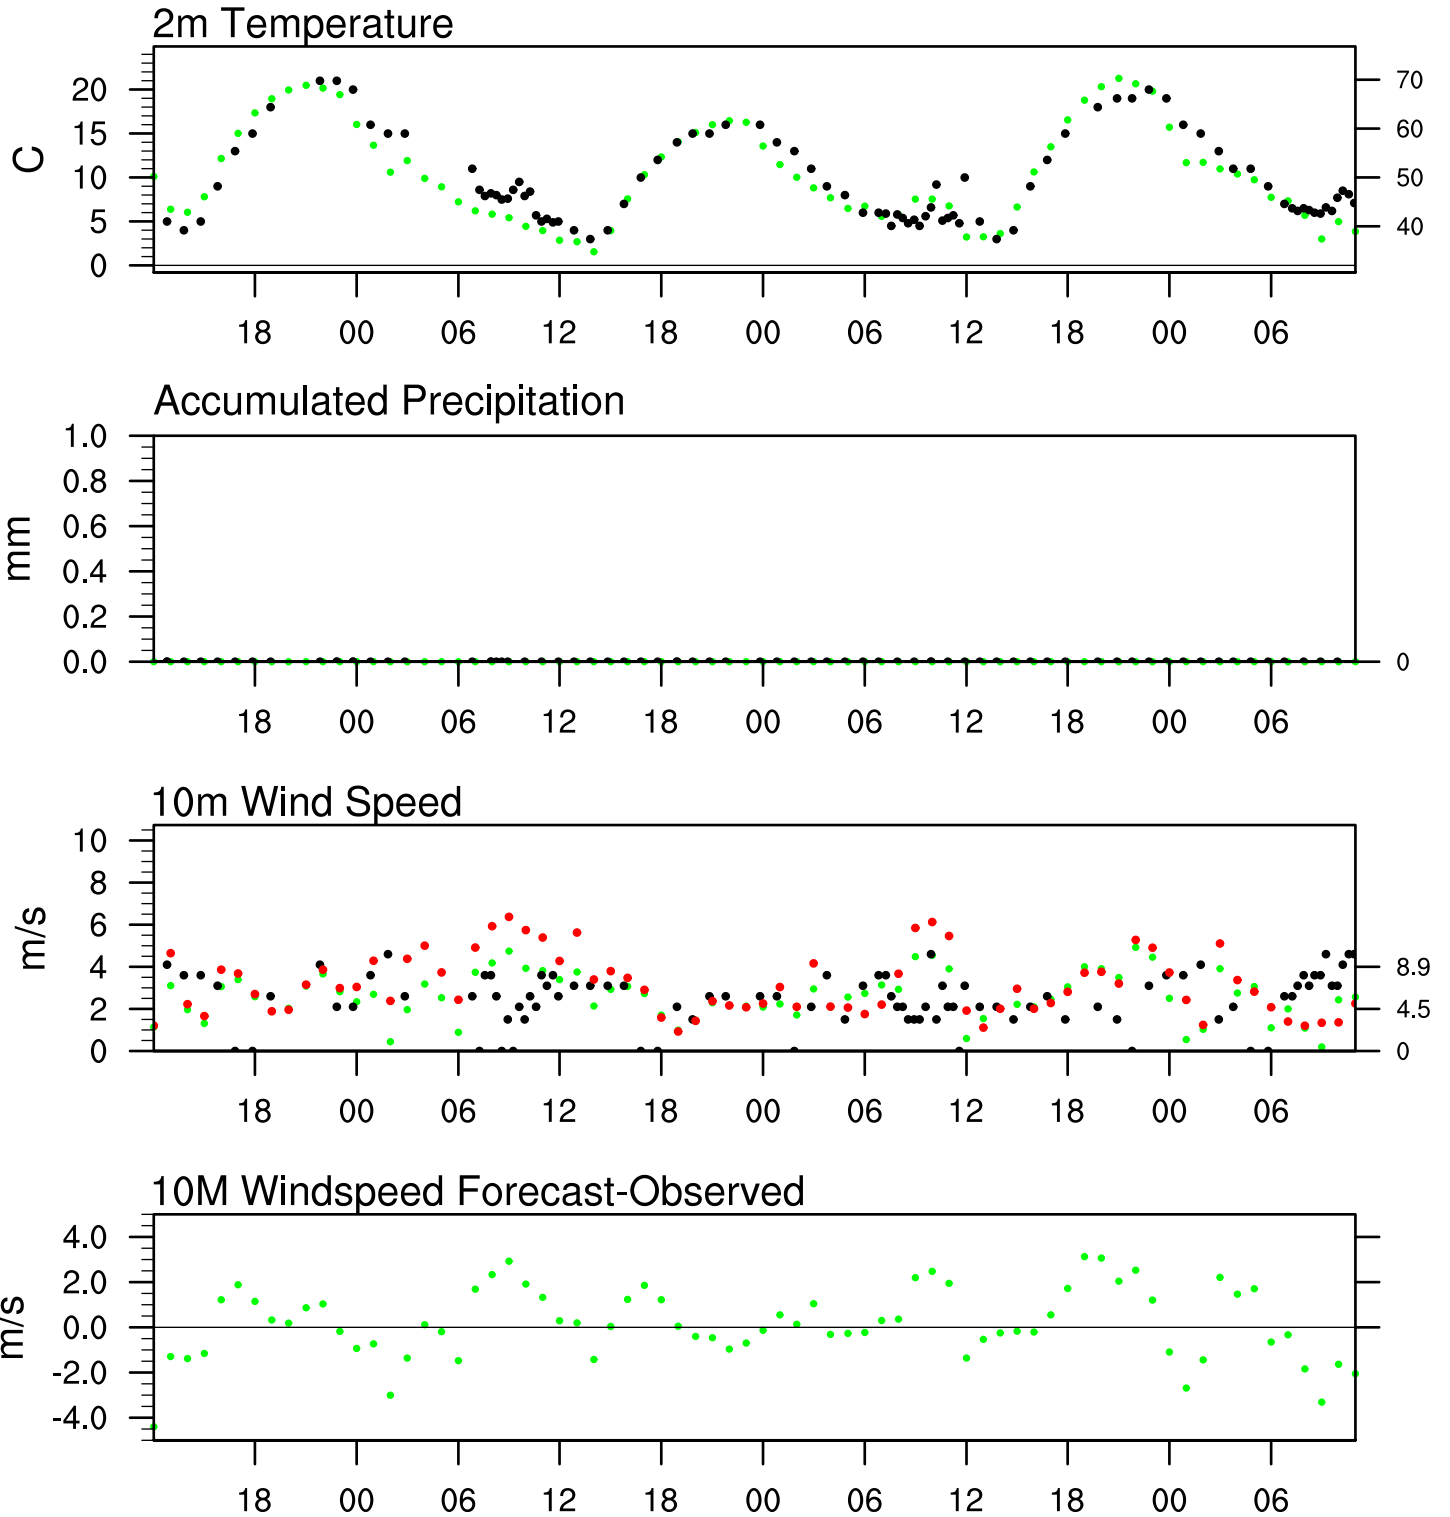 2m Temperature
20
15
10
5
0
C
70
60
50
40
18 00 06 12 18 00 06 12 18 00 06
Accumulated Precipitation
1.0
0.8
0.6
0.4
0.2
0.0
mm
0
18 00 06 12 18 00 06 12 18 00 06
10m Wind Speed
10
8
6
4
2
0
m/s
8.9
4.5
0
18 00 06 12 18 00 06 12 18 00 06
10M Windspeed Forecast-Observed
4.0
2.0
0.0
-2.0
-4.0
m/s
18 00 06 12 18 00 06 12 18 00 06